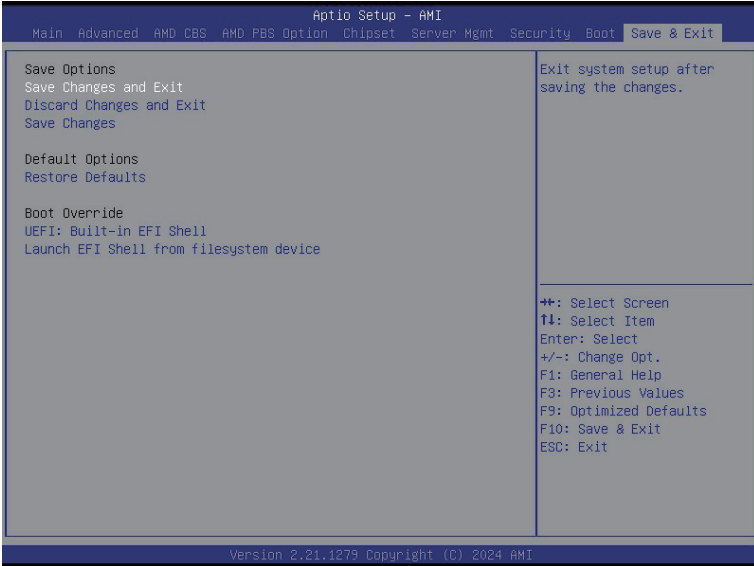 Aptio Setup – AMI
Main Advanced AMD CBS AMD PBS Option Chipset Server Mgmt Security Boot Save & Exit
Save Options
Save Changes and Exit
Discard Changes and Exit
Save Changes
Default Options
Restore Defaults
Boot Override
UEFI: Built-in EFI Shell
Launch EFI Shell from filesystem device
Exit system setup after
saving the changes.
→←: Select Screen
↑↓: Select Item
Enter: Select
+/-: Change Opt.
F1: General Help
F3: Previous Values
F9: Optimized Defaults
F10: Save & Exit
ESC: Exit
Version 2.21.1279 Copyright (C) 2024 AMI